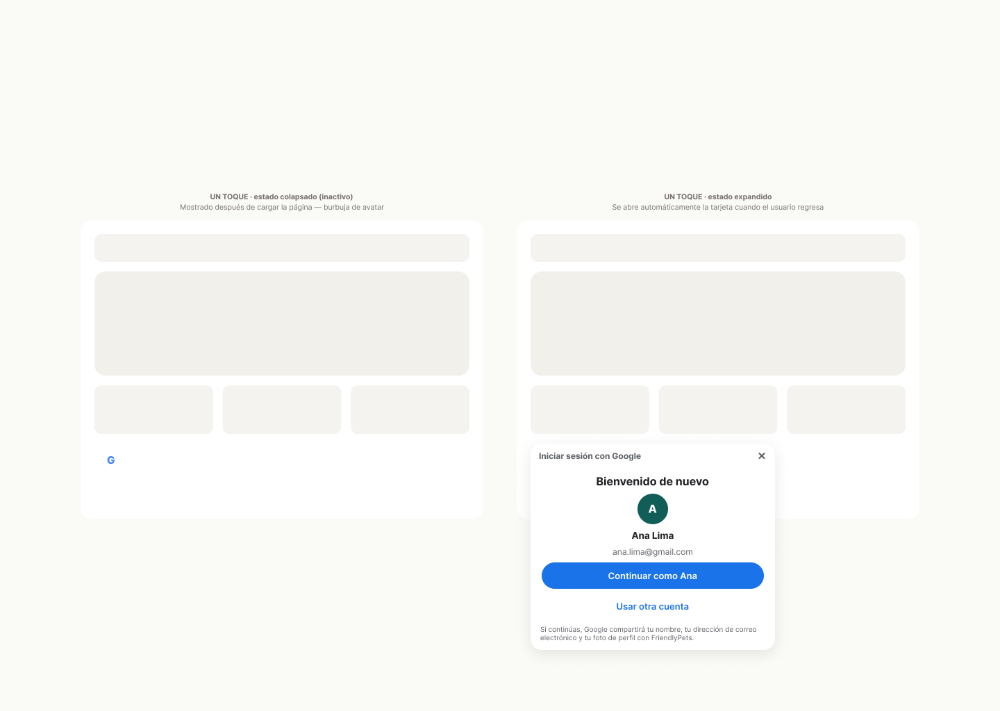 UN TOQUE · estado colapsado (inactivo)
Mostrado después de cargar la página — burbuja de avatar
G
UN TOQUE · estado expandido
Se abre automáticamente la tarjeta cuando el usuario regresa
Iniciar sesión con Google ✕
Bienvenido de nuevo
A
Ana Lima
ana.lima@gmail.com
Continuar como Ana
Usar otra cuenta
Si continúas, Google compartirá tu nombre, tu dirección de correo
electrónico y tu foto de perfil con FriendlyPets.